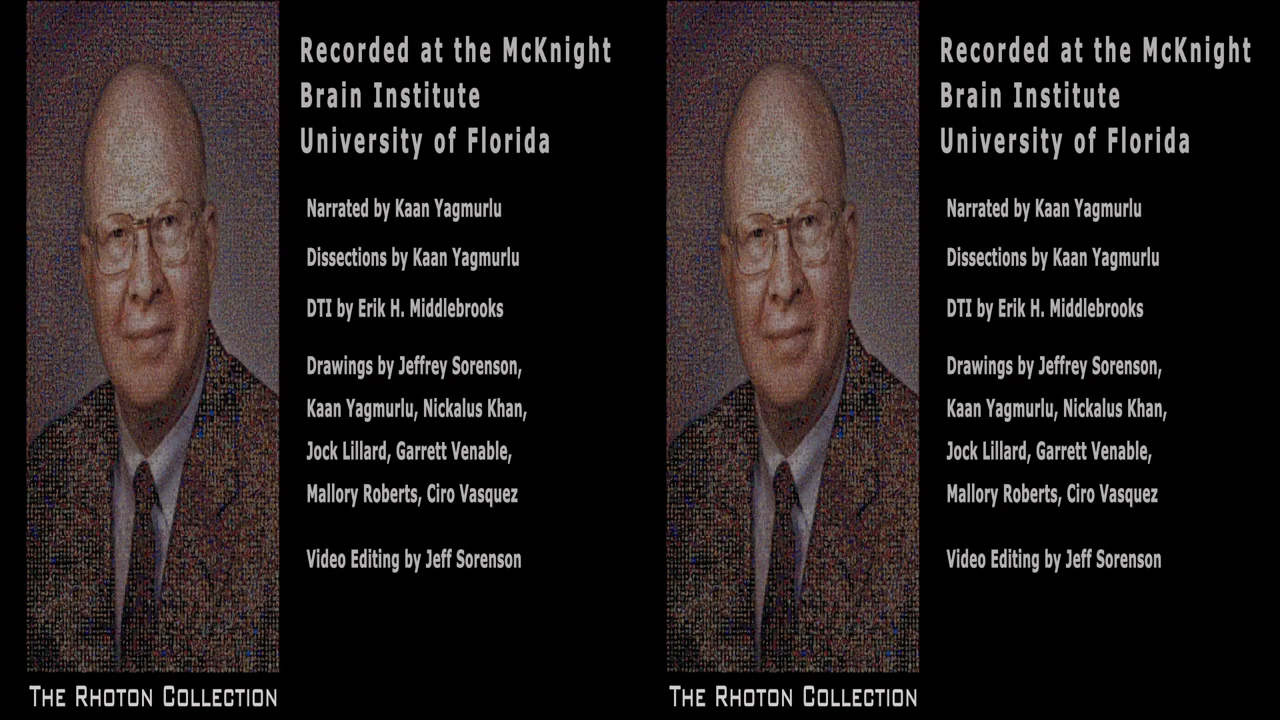 Recorded at the McKnight
Brain Institute
University of Florida
Narrated by Kaan Yagmurlu
Dissections by Kaan Yagmurlu
DTI by Erik H. Middlebrooks
Drawings by Jeffrey Sorenson,
Kaan Yagmurlu, Nickalus Khan,
Jock Lillard, Garrett Venable,
Mallory Roberts, Ciro Vasquez
Video Editing by Jeff Sorenson
The Rhoton Collection
Recorded at the McKnight
Brain Institute
University of Florida
Narrated by Kaan Yagmurlu
Dissections by Kaan Yagmurlu
DTI by Erik H. Middlebrooks
Drawings by Jeffrey Sorenson,
Kaan Yagmurlu, Nickalus Khan,
Jock Lillard, Garrett Venable,
Mallory Roberts, Ciro Vasquez
Video Editing by Jeff Sorenson
The Rhoton Collection